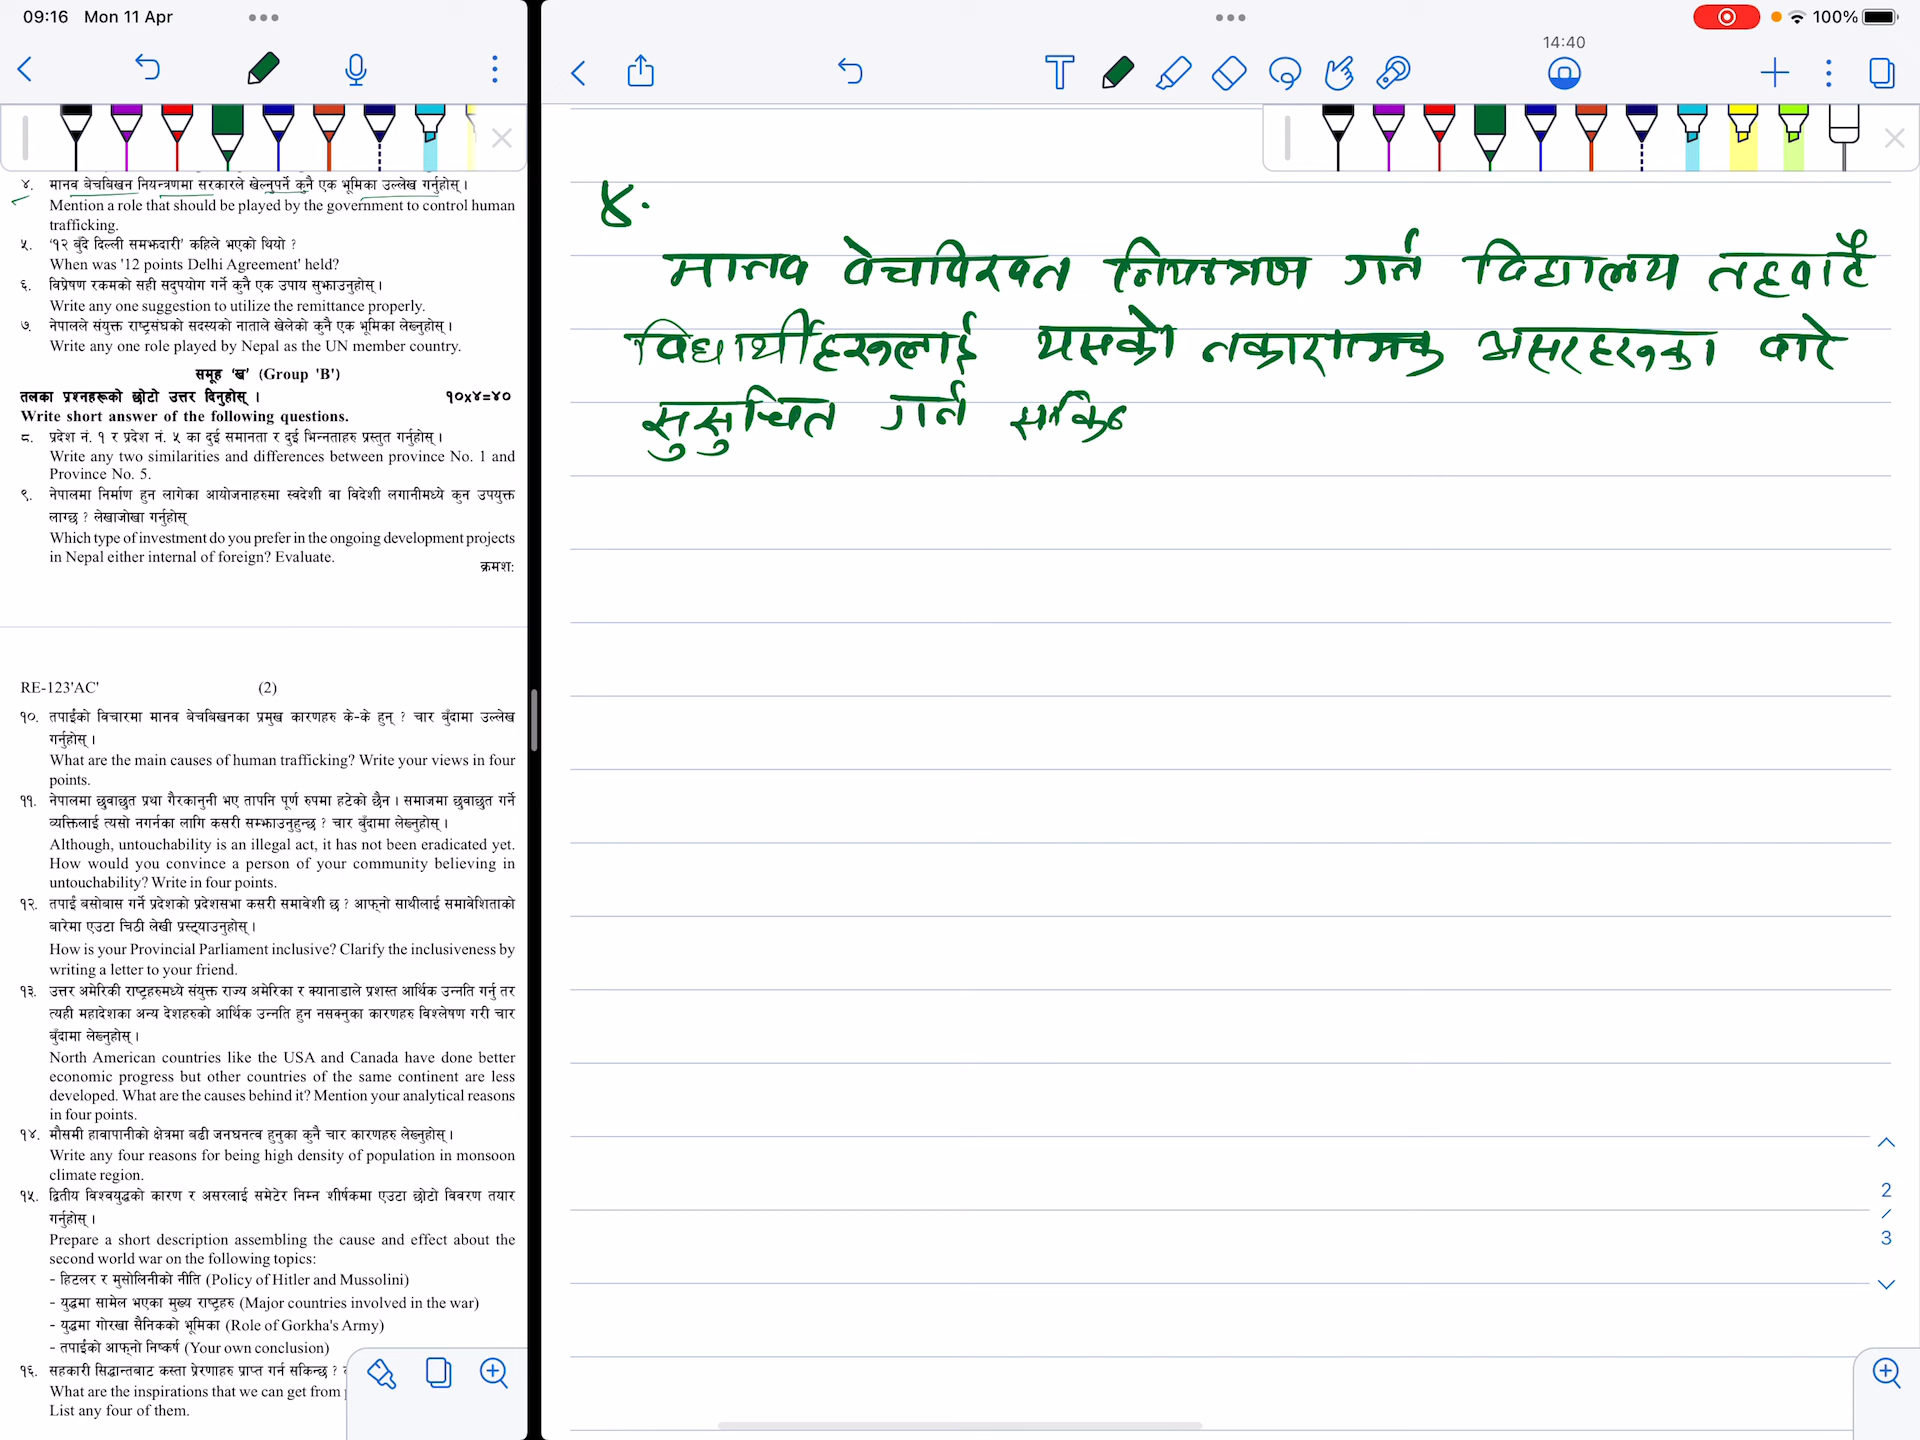 09:16 Mon 11 Apr
100%
14:40
४. मानव बेचबिखन नियन्त्रणमा सरकारले खेल्नुपर्ने कुनै एक भूमिका उल्लेख गर्नुहोस् ।
Mention a role that should be played by the government to control human
trafficking.
५. '१२ बुँदे दिल्ली समझदारी' कहिले भएको थियो ?
When was '12 points Delhi Agreement' held?
६. विप्रेषण रकमको सही सदुपयोग गर्ने कुनै एक उपाय सुझाउनुहोस् ।
Write any one suggestion to utilize the remittance properly.
७. नेपालले संयुक्त राष्ट्रसंघको सदस्यको नाताले खेलेको कुनै एक भूमिका लेख्नुहोस् ।
Write any one role played by Nepal as the UN member country.
समूह 'ख' (Group 'B')
तलका प्रश्नहरूको छोटो उत्तर दिनुहोस् । १०x४=४०
Write short answer of the following questions.
८. प्रदेश नं. १ र प्रदेश नं. ५ का दुई समानता र दुई भिन्नताहरु प्रस्तुत गर्नुहोस् ।
Write any two similarities and differences between province No. 1 and
Province No. 5.
९. नेपालमा निर्माण हुन लागेका आयोजनाहरुमा स्वदेशी वा विदेशी लगानीमध्ये कुन उपयुक्त
लाग्छ ? लेखाजोखा गर्नुहोस्
Which type of investment do you prefer in the ongoing development projects
in Nepal either internal of foreign? Evaluate.
क्रमश:
RE-123'AC' (2)
१०. तपाईंको विचारमा मानव बेचबिखनका प्रमुख कारणहरु के-के हुन् ? चार बुँदामा उल्लेख
गर्नुहोस् ।
What are the main causes of human trafficking? Write your views in four
points.
११. नेपालमा छुवाछुत प्रथा गैरकानुनी भए तापनि पूर्ण रुपमा हटेको छैन । समाजमा छुवाछुत गर्ने
व्यक्तिलाई त्यसो नगर्नका लागि कसरी सम्झाउनुहुन्छ ? चार बुँदामा लेख्नुहोस् ।
Although, untouchability is an illegal act, it has not been eradicated yet.
How would you convince a person of your community believing in
untouchability? Write in four points.
१२. तपाईं बसोबास गर्ने प्रदेशको प्रदेशसभा कसरी समावेशी छ ? आफ्नो साथीलाई समावेशिताको
बारेमा एउटा चिठी लेखी प्रस्ट्याउनुहोस् ।
How is your Provincial Parliament inclusive? Clarify the inclusiveness by
writing a letter to your friend.
१३. उत्तर अमेरिकी राष्ट्रहरुमध्ये संयुक्त राज्य अमेरिका र क्यानाडाले प्रशस्त आर्थिक उन्नति गर्नु तर
त्यही महादेशका अन्य देशहरुको आर्थिक उन्नति हुन नसक्नुका कारणहरु विश्लेषण गरी चार
बुँदामा लेख्नुहोस् ।
North American countries like the USA and Canada have done better
economic progress but other countries of the same continent are less
developed. What are the causes behind it? Mention your analytical reasons
in four points.
१४. मौसमी हावापानीको क्षेत्रमा बढी जनघनत्व हुनुका कुनै चार कारणहरु लेख्नुहोस् ।
Write any four reasons for being high density of population in monsoon
climate region.
१५. द्वितीय विश्वयुद्धको कारण र असरलाई समेटेर निम्न शीर्षकमा एउटा छोटो विवरण तयार
गर्नुहोस् ।
Prepare a short description assembling the cause and effect about the
second world war on the following topics:
- हिटलर र मुसोलिनीको नीति (Policy of Hitler and Mussolini)
- युद्धमा सामेल भएका मुख्य राष्ट्रहरु (Major countries involved in the war)
- युद्धमा गोरखा सैनिकको भूमिका (Role of Gorkha's Army)
- तपाईंको आफ्नो निष्कर्ष (Your own conclusion)
१६. सहकारी सिद्धान्तबाट कस्ता प्रेरणाहरु प्राप्त गर्न सकिन्छ ?
What are the inspirations that we can get from
List any four of them.
४.
मानव बेचविखन नियन्त्रण गर्न विद्यालय तहबाटै
विद्यार्थीहरूलाई यसको नकारात्मक असरहरूका बारे
सुसुचित गर्न सकि
2
/
3